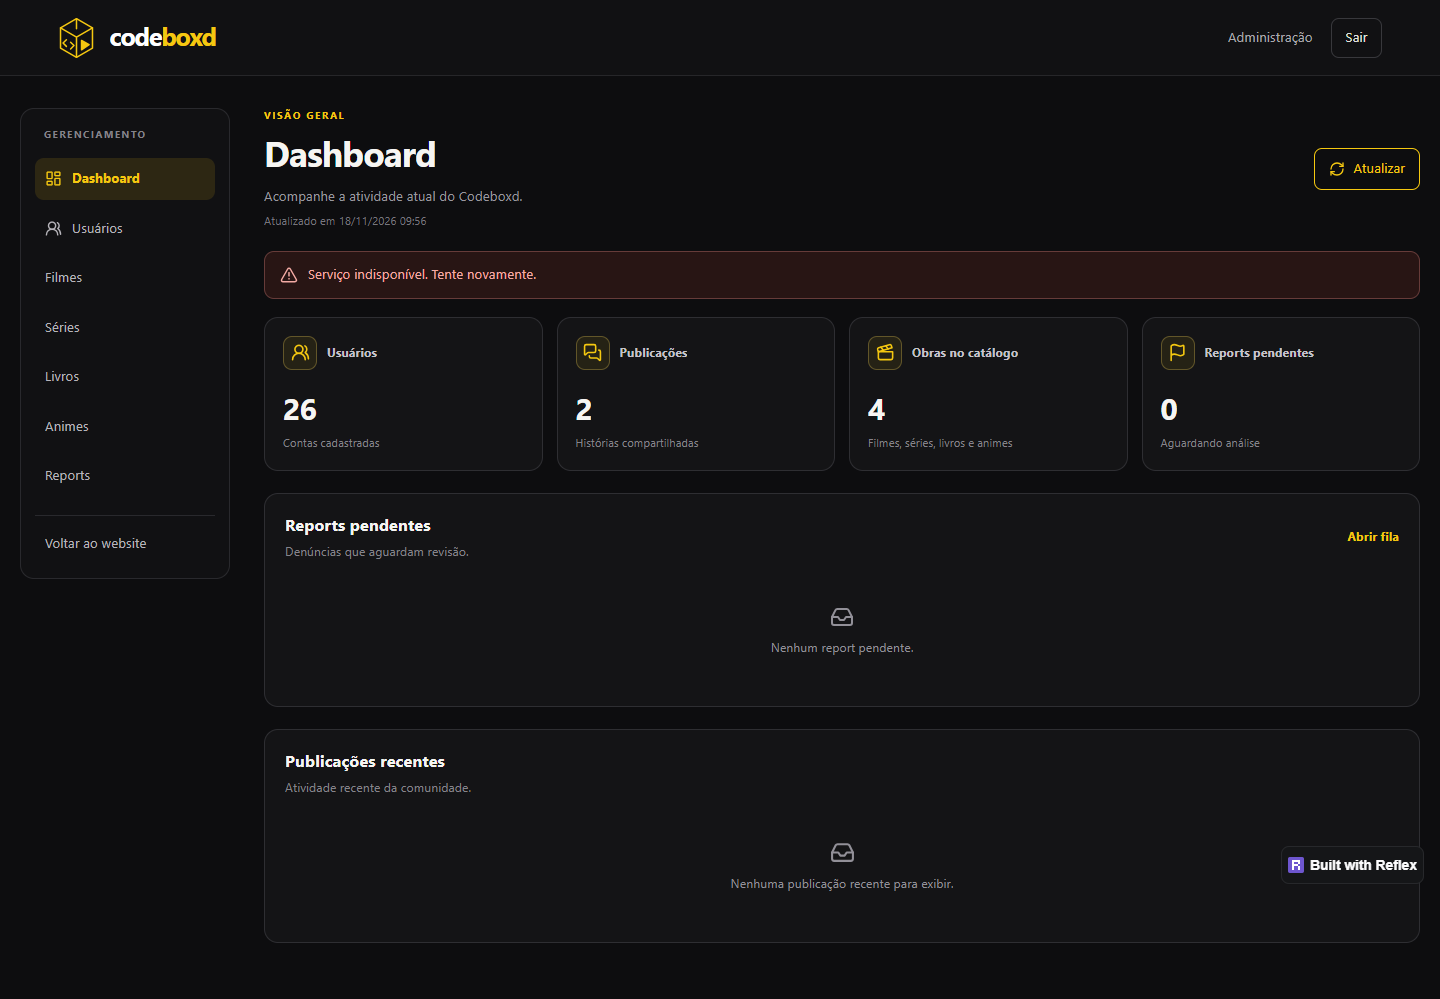 codeboxd
Administração
Sair
GERENCIAMENTO
Dashboard
Usuários
Filmes
Séries
Livros
Animes
Reports
Voltar ao website
VISÃO GERAL
Dashboard
Acompanhe a atividade atual do Codeboxd.
Atualizado em 18/11/2026 09:56
Atualizar
Serviço indisponível. Tente novamente.
Usuários
26
Contas cadastradas
Publicações
2
Histórias compartilhadas
Obras no catálogo
4
Filmes, séries, livros e animes
Reports pendentes
0
Aguardando análise
Reports pendentes
Denúncias que aguardam revisão.
Abrir fila
Nenhum report pendente.
Publicações recentes
Atividade recente da comunidade.
Nenhuma publicação recente para exibir.
R Built with Reflex